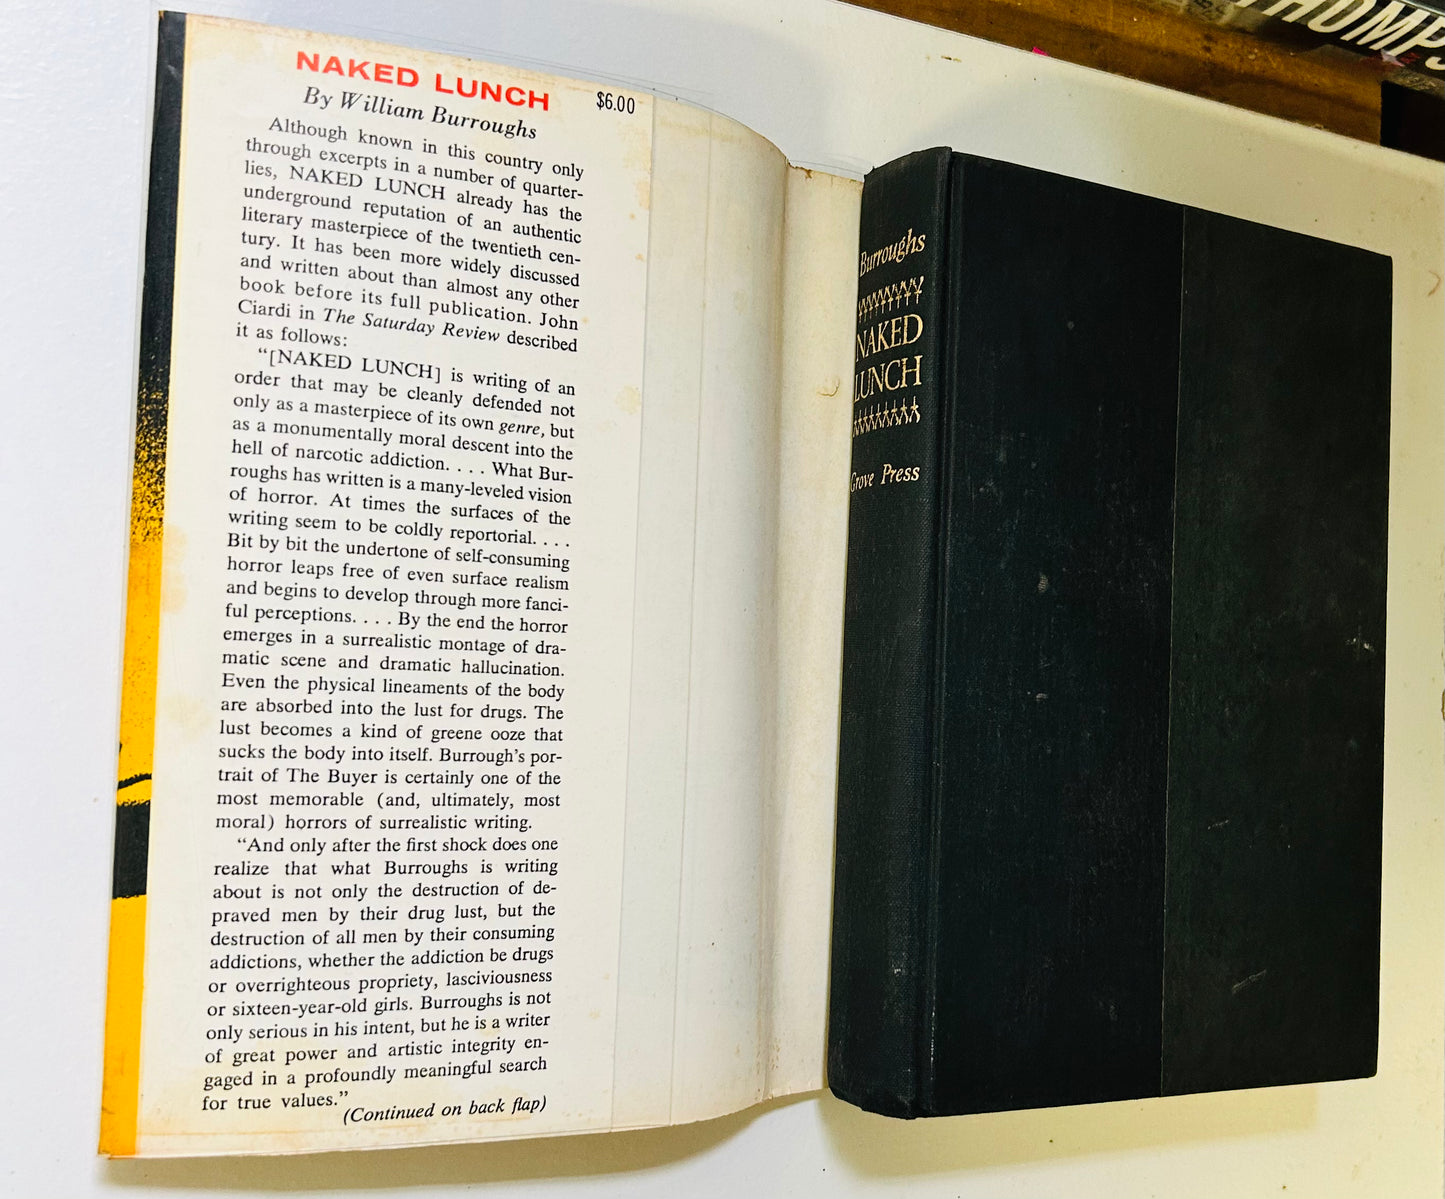 NAKED LUNCH
$6.00
By William Burroughs
Although known in this country only
through excerpts in a number of quarter-
lies, NAKED LUNCH already has the
underground reputation of an authentic
literary masterpiece of the twentieth cen-
tury. It has been more widely discussed
and written about than almost any other
book before its full publication. John
Ciardi in The Saturday Review described
it as follows:
“[NAKED LUNCH] is writing of an
order that may be cleanly defended not
only as a masterpiece of its own genre, but
as a monumentally moral descent into the
hell of narcotic addiction. . . . What Bur-
roughs has written is a many-leveled vision
of horror. At times the surfaces of the
writing seem to be coldly reportorial. . . .
Bit by bit the undertone of self-consuming
horror leaps free of even surface realism
and begins to develop through more fanci-
ful perceptions. . . . By the end the horror
emerges in a surrealistic montage of dra-
matic scene and dramatic hallucination.
Even the physical lineaments of the body
are absorbed into the lust for drugs. The
lust becomes a kind of greene ooze that
sucks the body into itself. Burrough’s por-
trait of The Buyer is certainly one of the
most memorable (and, ultimately, most
moral) horrors of surrealistic writing.
“And only after the first shock does one
realize that what Burroughs is writing
about is not only the destruction of de-
praved men by their drug lust, but the
destruction of all men by their consuming
addictions, whether the addiction be drugs
or overrighteous propriety, lasciviousness
or sixteen-year-old girls. Burroughs is not
only serious in his intent, but he is a writer
of great power and artistic integrity en-
gaged in a profoundly meaningful search
for true values.”
(Continued on back flap)
Burroughs
NAKED
LUNCH
Grove Press